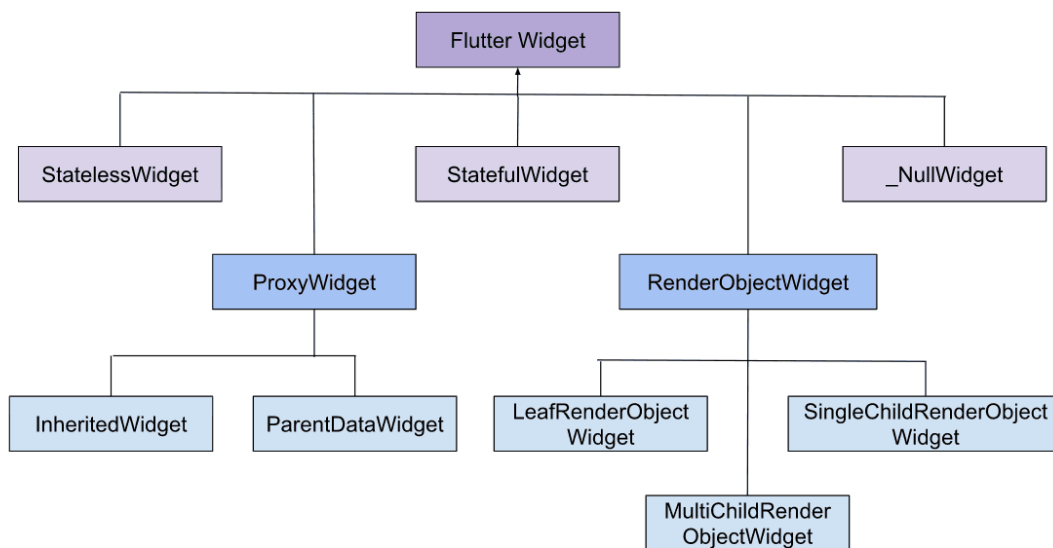 Flutter Widget
StatelessWidget
StatefulWidget
_NullWidget
ProxyWidget
RenderObjectWidget
InheritedWidget
ParentDataWidget
LeafRenderObject
Widget
SingleChildRenderObject
Widget
MultiChildRender
ObjectWidget